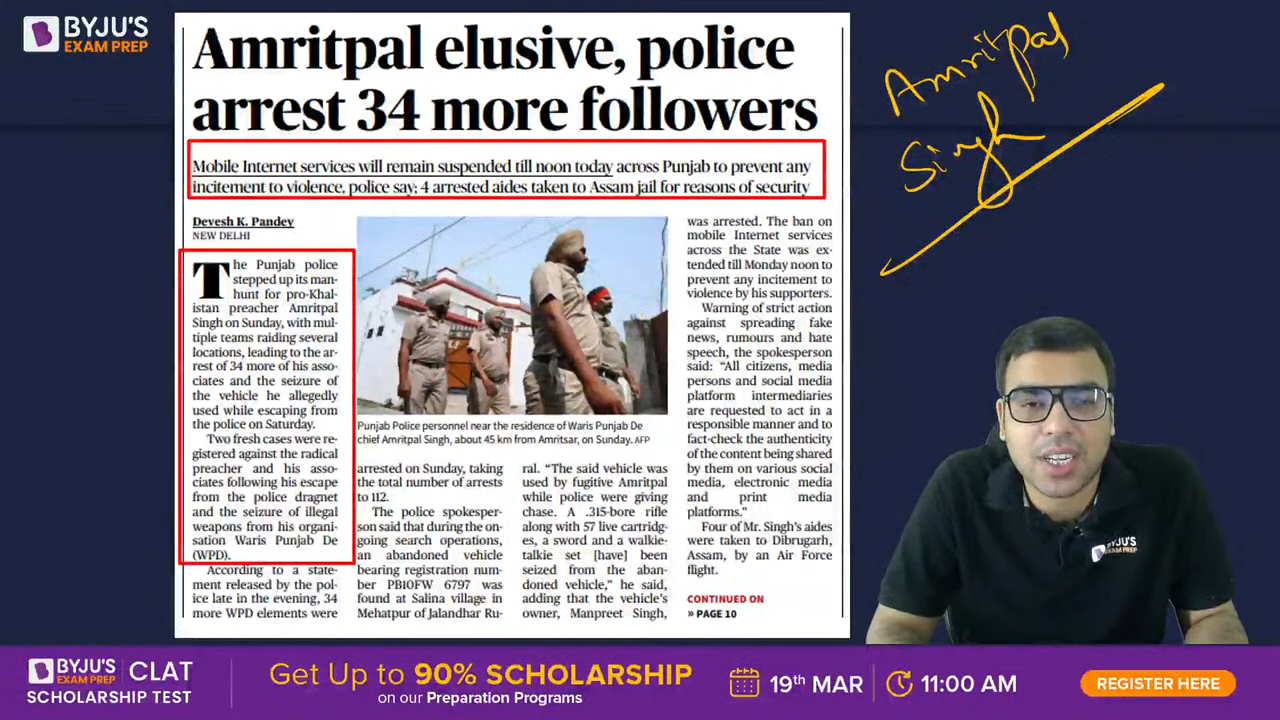 BYJU'S
EXAM PREP
Amritpal elusive, police
arrest 34 more followers
Mobile Internet services will remain suspended till noon today across Punjab to prevent any
incitement to violence, police say; 4 arrested aides taken to Assam jail for reasons of security
Devesh K. Pandey
NEW DELHI
The Punjab police
stepped up its man-
hunt for pro-Khal-
istan preacher Amritpal
Singh on Sunday, with mul-
tiple teams raiding several
locations, leading to the ar-
rest of 34 more of his asso-
ciates and the seizure of
the vehicle he allegedly
used while escaping from
the police on Saturday.
Two fresh cases were re-
gistered against the radical
preacher and his asso-
ciates following his escape
from the police dragnet
and the seizure of illegal
weapons from his organi-
sation Waris Punjab De
(WPD).
According to a state-
ment released by the pol-
ice late in the evening, 34
more WPD elements were
Punjab Police personnel near the residence of Waris Punjab De
chief Amritpal Singh, about 45 km from Amritsar, on Sunday. AFP
arrested on Sunday, taking
the total number of arrests
to 112.
The police spokesper-
son said that during the on-
going search operations,
an abandoned vehicle
bearing registration num-
ber PB10FW 6797 was
found at Salina village in
Mehatpur of Jalandhar Ru-
ral. “The said vehicle was
used by fugitive Amritpal
while police were giving
chase. A .315-bore rifle
along with 57 live cartridg-
es, a sword and a walkie-
talkie set [have] been
seized from the aban-
doned vehicle,” he said,
adding that the vehicle's
owner, Manpreet Singh,
was arrested. The ban on
mobile Internet services
across the State was ex-
tended till Monday noon to
prevent any incitement to
violence by his supporters.
Warning of strict action
against spreading fake
news, rumours and hate
speech, the spokesperson
said: “All citizens, media
persons and social media
platform intermediaries
are requested to act in a
responsible manner and to
fact-check the authenticity
of the content being shared
by them on various social
media, electronic media
and print media
platforms.”
Four of Mr. Singh's aides
were taken to Dibrugarh,
Assam, by an Air Force
flight.
CONTINUED ON
» PAGE 10
Amritpal
Singh
BYJU'S
EXAM PREP
BYJU'S
EXAM PREP
CLAT
SCHOLARSHIP TEST
Get Up to 90% SCHOLARSHIP
on our Preparation Programs
19th MAR
11:00 AM
REGISTER HERE